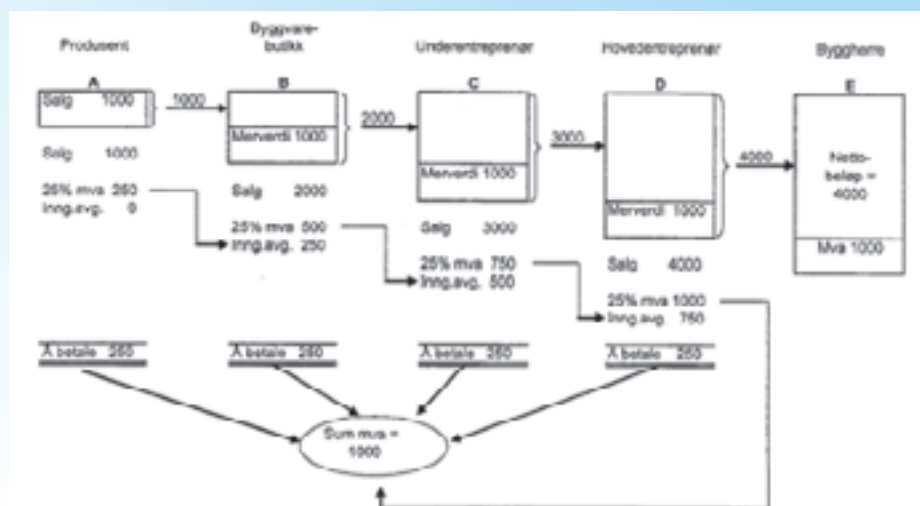 Produsent
Byggvare-
butikk
Underentreprenør
Hovedentreprenør
Byggherre
A
B
C
D
E
Salg 1000
1000
Merverdi 1000
2000
Merverdi 1000
3000
Merverdi 1000
4000
Netto-
beløp =
4000
Mva 1000
Salg 1000
25% mva 250
Inng.avg. 0
Salg 2000
25% mva 500
Inng.avg. 250
Salg 3000
25% mva 750
Inng.avg. 500
Salg 4000
25% mva 1000
Inng.avg. 750
Å betale 250
Å betale 250
Å betale 250
Å betale 250
Sum mva =
1000